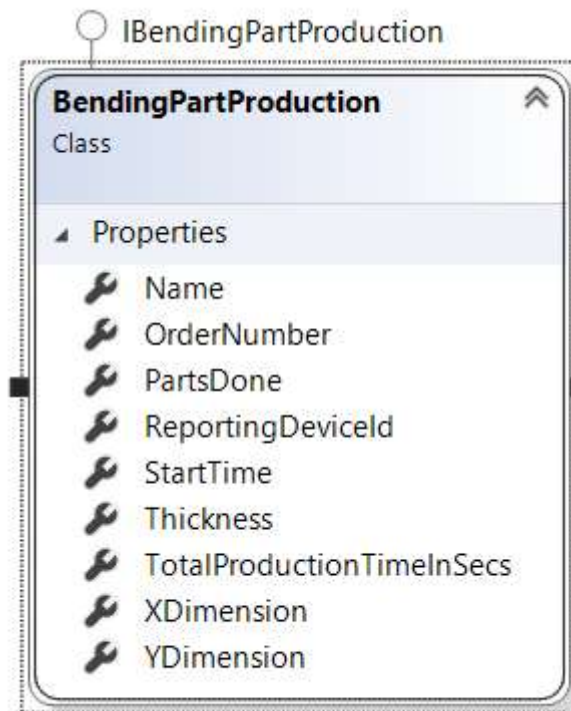 IBendingPartProduction
BendingPartProduction
Class
Properties
Name
OrderNumber
PartsDone
ReportingDeviceId
StartTime
Thickness
TotalProductionTimeInSecs
XDimension
YDimension